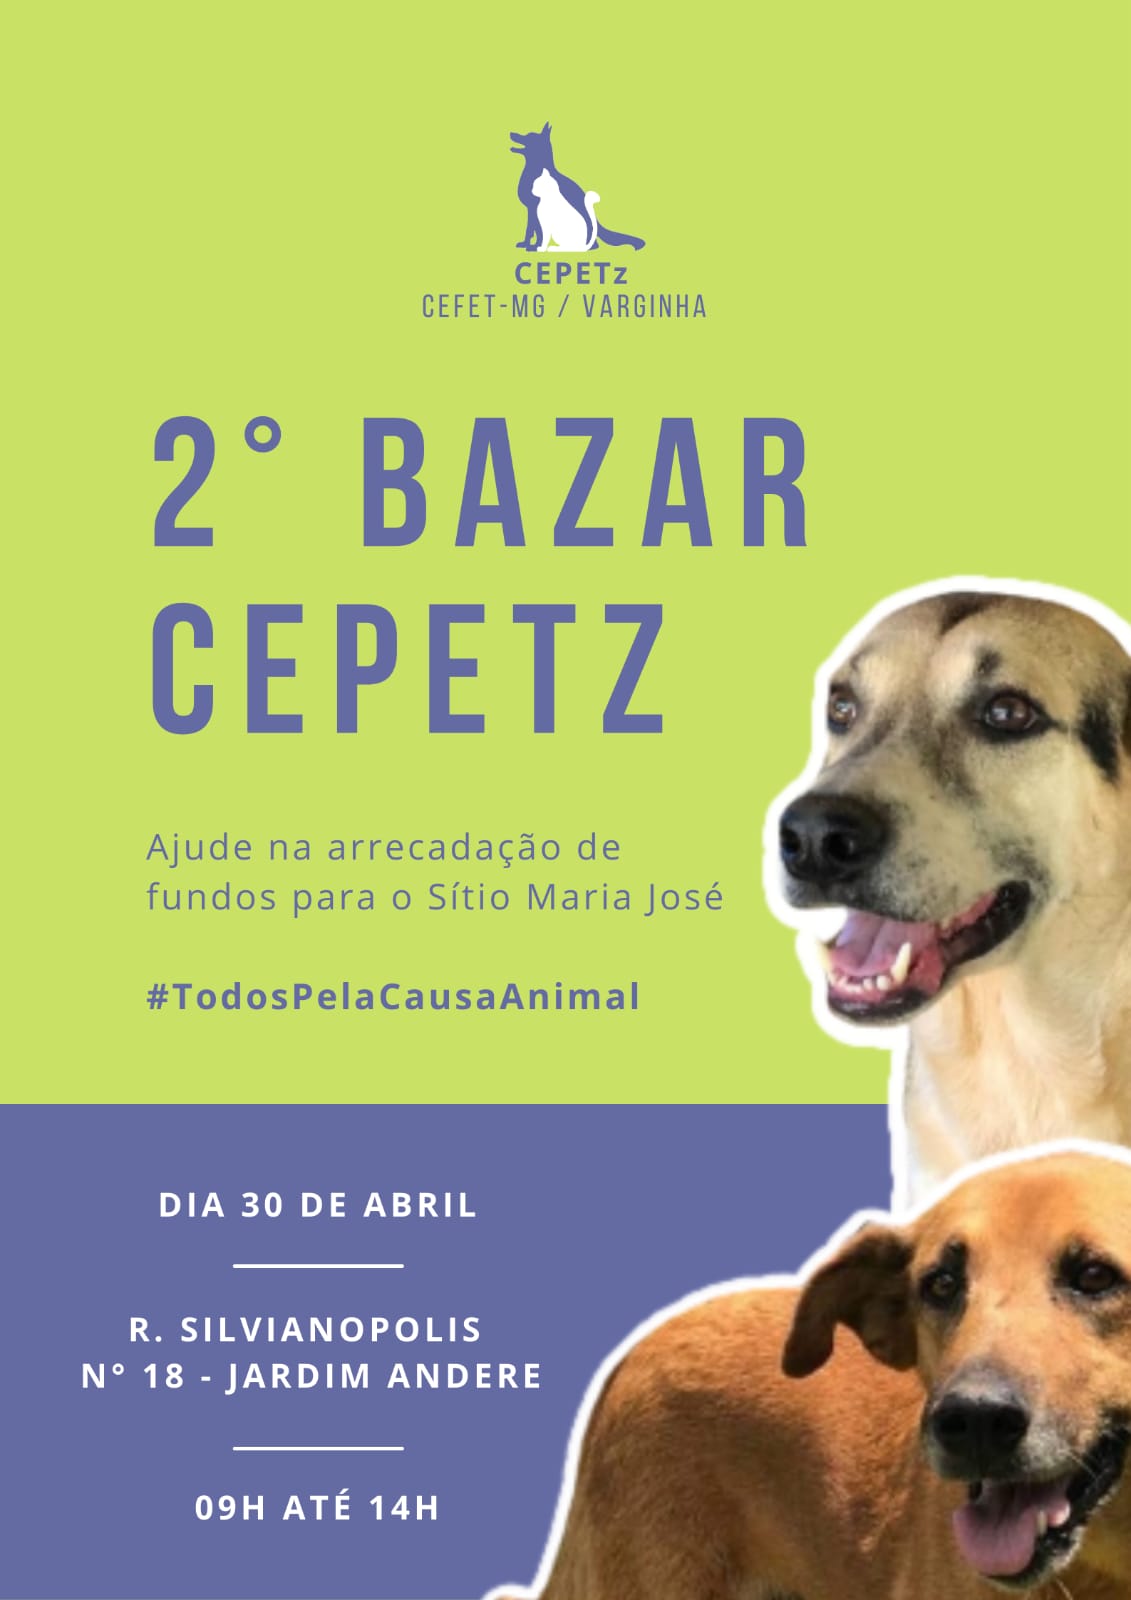 CEPETz
CEFET-MG / VARGINHA
2° BAZAR
CEPETZ
Ajude na arrecadação de
fundos para o Sítio Maria José
#TodosPelaCausaAnimal
DIA 30 DE ABRIL
R. SILVIANOPOLIS
N° 18 - JARDIM ANDERE
09H ATÉ 14H